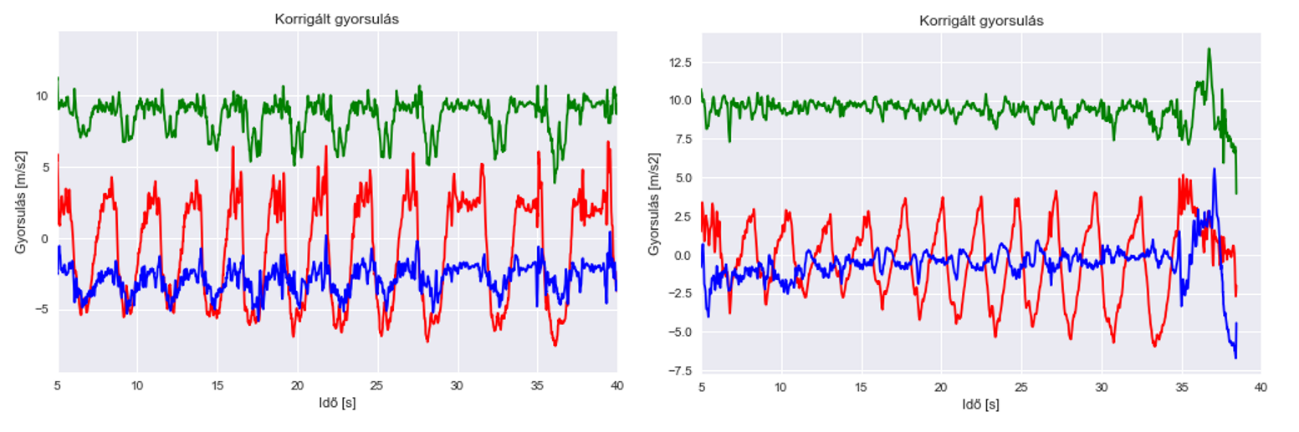 Korrigált gyorsulás
Gyorsulás [m/s2]
10
5
0
−5
5 10 15 20 25 30 35 40
Idő [s]
Korrigált gyorsulás
Gyorsulás [m/s2]
12.5
10.0
7.5
5.0
2.5
0.0
−2.5
−5.0
−7.5
5 10 15 20 25 30 35 40
Idő [s]